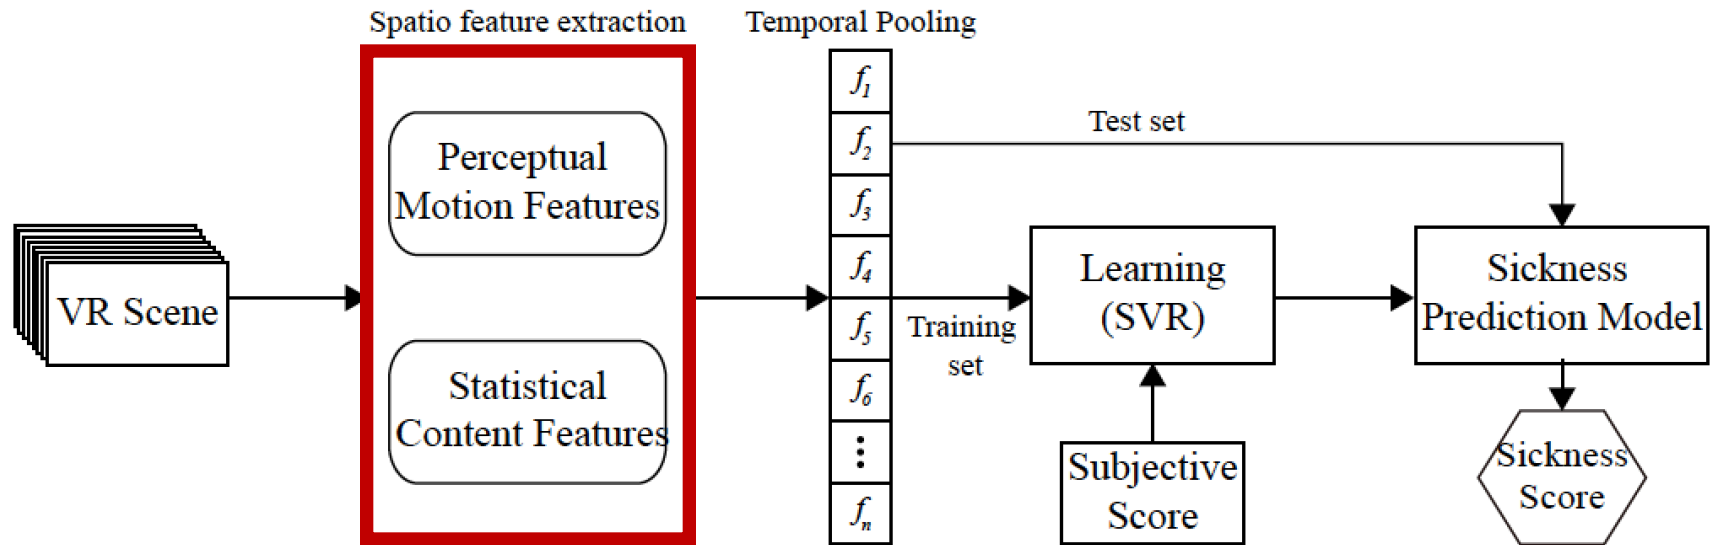 Spatio feature extraction
Temporal Pooling
VR Scene
Perceptual
Motion Features
Statistical
Content Features
f1
f2
f3
f4
f5
f6
⋮
fn
Test set
Training
set
Learning
(SVR)
Subjective
Score
Sickness
Prediction Model
Sickness
Score